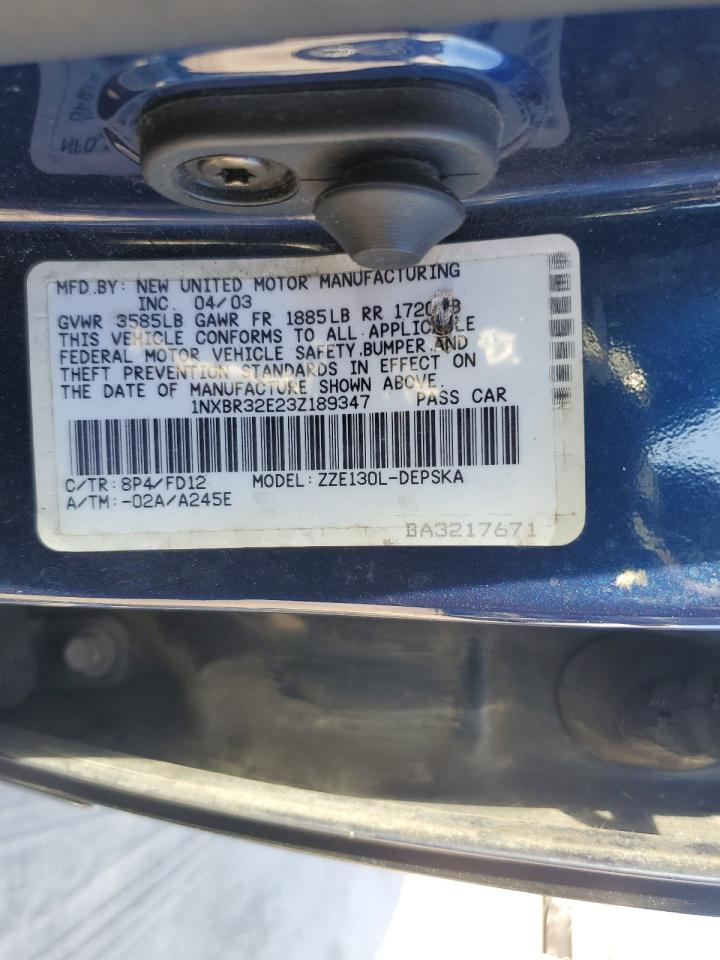 MFD.BY: NEW UNITED MOTOR MANUFACTURING
INC. 04/03
GVWR 3585LB GAWR FR 1885LB RR
THIS VEHICLE CONFORMS TO ALL APPLICABLE
FEDERAL MOTOR VEHICLE SAFETY,BUMPER,AND
THEFT PREVENTION STANDARDS IN EFFECT ON
THE DATE OF MANUFACTURE SHOWN ABOVE.
1NXBR32E23Z189347 PASS CAR
C/TR: 8P4/FD12 MODEL: ZZE130L-DEPSKA
A/TM: -02A/A245E
BA3217671